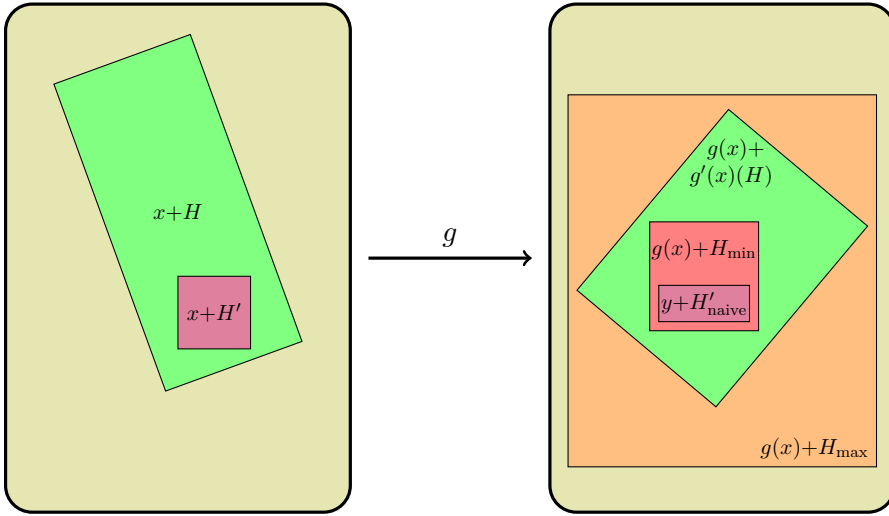 x+H
x+H′
g
g(x)+
g′(x)(H)
g(x)+H_min
y+H′_naive
g(x)+H_max